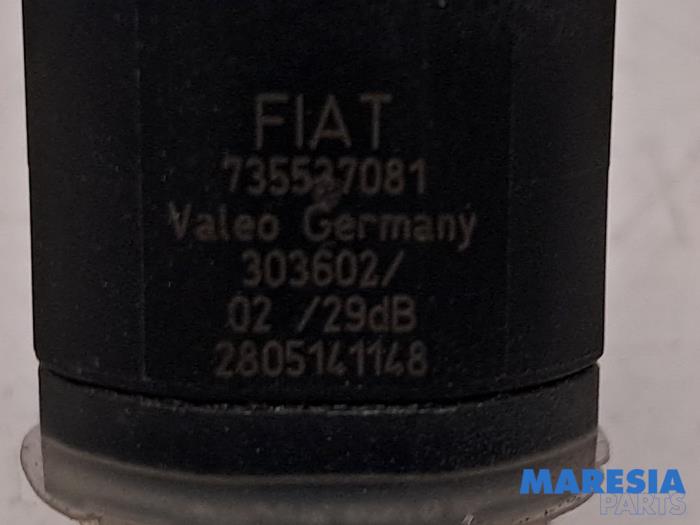 FIAT
735537081
Valeo Germany
303602/
02 /29dB
2805141148
MARESIA
PARTS